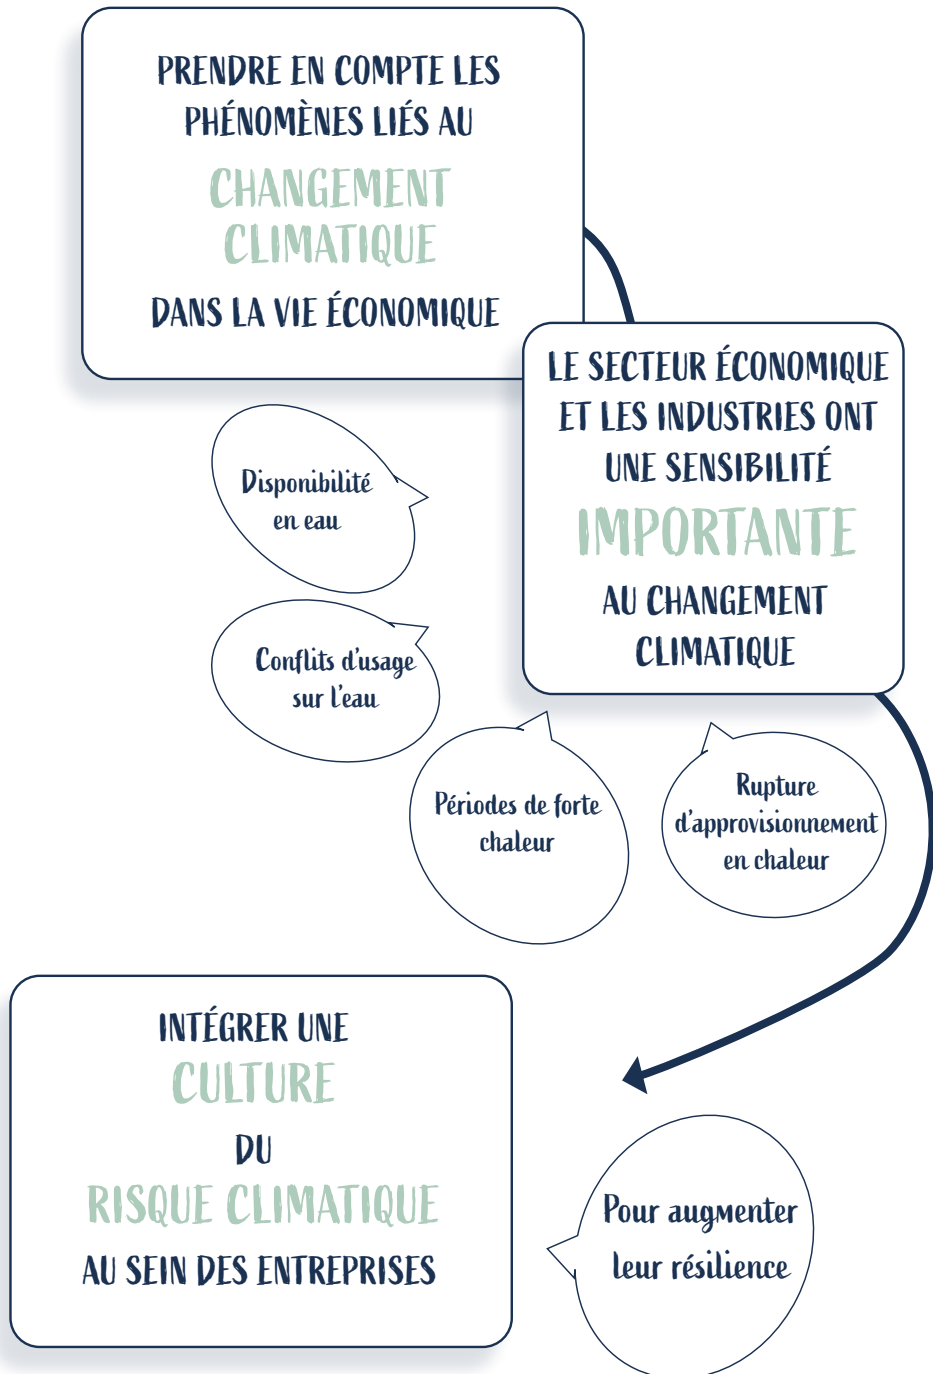 PRENDRE EN COMPTE LES
PHÉNOMÈNES LIÉS AU
CHANGEMENT
CLIMATIQUE
DANS LA VIE ÉCONOMIQUE
LE SECTEUR ÉCONOMIQUE
ET LES INDUSTRIES ONT
UNE SENSIBILITÉ
IMPORTANTE
AU CHANGEMENT
CLIMATIQUE
Disponibilité
en eau
Conflits d'usage
sur l'eau
Périodes de forte
chaleur
Rupture
d'approvisionnement
en chaleur
INTÉGRER UNE
CULTURE
DU
RISQUE CLIMATIQUE
AU SEIN DES ENTREPRISES
Pour augmenter
leur résilience